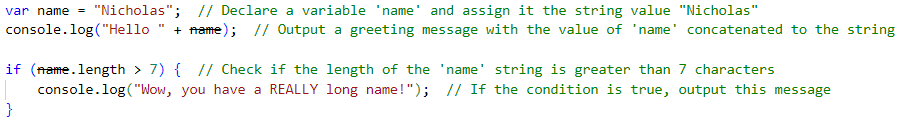 var name = "Nicholas";  // Declare a variable 'name' and assign it the string value "Nicholas"
console.log("Hello " + name);  // Output a greeting message with the value of 'name' concatenated to the string

if (name.length > 7) {  // Check if the length of the 'name' string is greater than 7 characters
    console.log("Wow, you have a REALLY long name!");  // If the condition is true, output this message
}